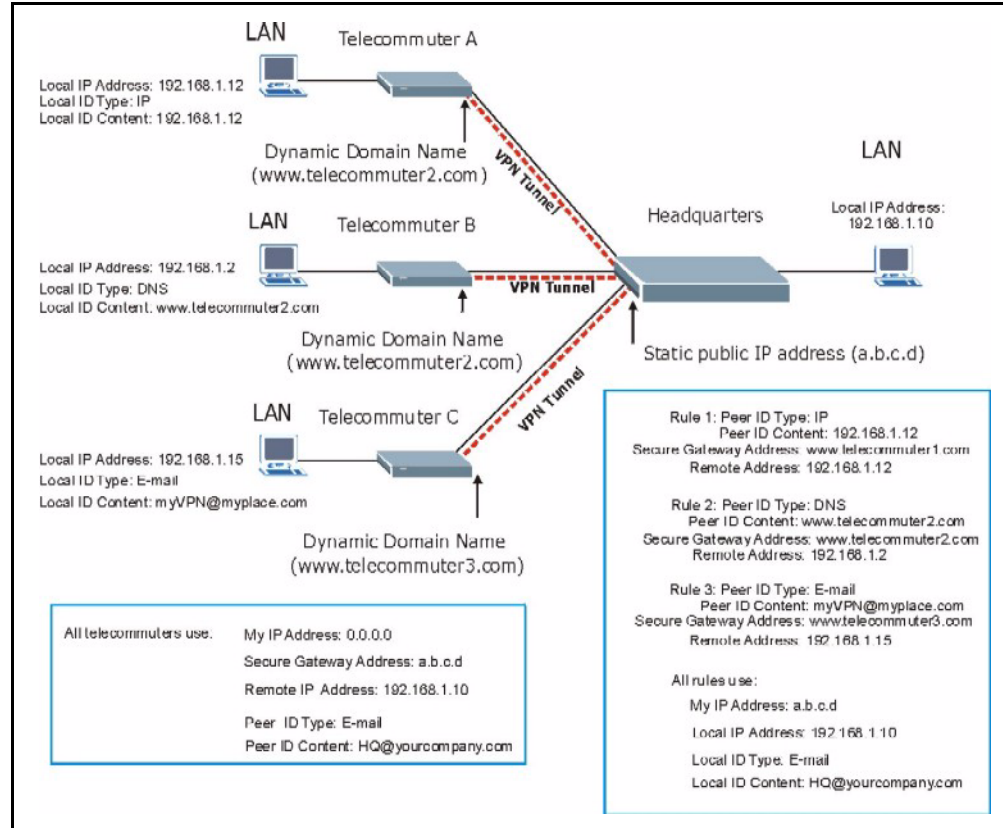 LAN
Telecommuter A
Local IP Address: 192.168.1.12
Local ID Type: IP
Local ID Content: 192.168.1.12
Dynamic Domain Name
(www.telecommuter2.com)
VPN Tunnel
LAN
Telecommuter B
Local IP Address: 192.168.1.2
Local ID Type: DNS
Local ID Content: www.telecommuter2.com
VPN Tunnel
Dynamic Domain Name
(www.telecommuter2.com)
LAN
Telecommuter C
Local IP Address: 192.168.1.15
Local ID Type: E-mail
Local ID Content: myVPN@myplace.com
VPN Tunnel
Dynamic Domain Name
(www.telecommuter3.com)
Headquarters
LAN
Local IP Address:
192.168.1.10
Static public IP address (a.b.c.d)
All telecommuters use:
My IP Address: 0.0.0.0
Secure Gateway Address: a.b.c.d
Remote IP Address: 192.168.1.10
Peer ID Type: E-mail
Peer ID Content: HQ@yourcompany.com
Rule 1: Peer ID Type: IP
Peer ID Content: 192.168.1.12
Secure Gateway Address: www.telecommuter1.com
Remote Address: 192.168.1.12
Rule 2: Peer ID Type: DNS
Peer ID Content: www.telecommuter2.com
Secure Gateway Address: www.telecommuter2.com
Remote Address: 192.168.1.2
Rule 3: Peer ID Type: E-mail
Peer ID Content: myVPN@myplace.com
Secure Gateway Address: www.telecommuter3.com
Remote Address: 192.168.1.15
All rules use:
My IP Address: a.b.c.d
Local IP Address: 192.168.1.10
Local ID Type: E-mail
Local ID Content: HQ@yourcompany.com